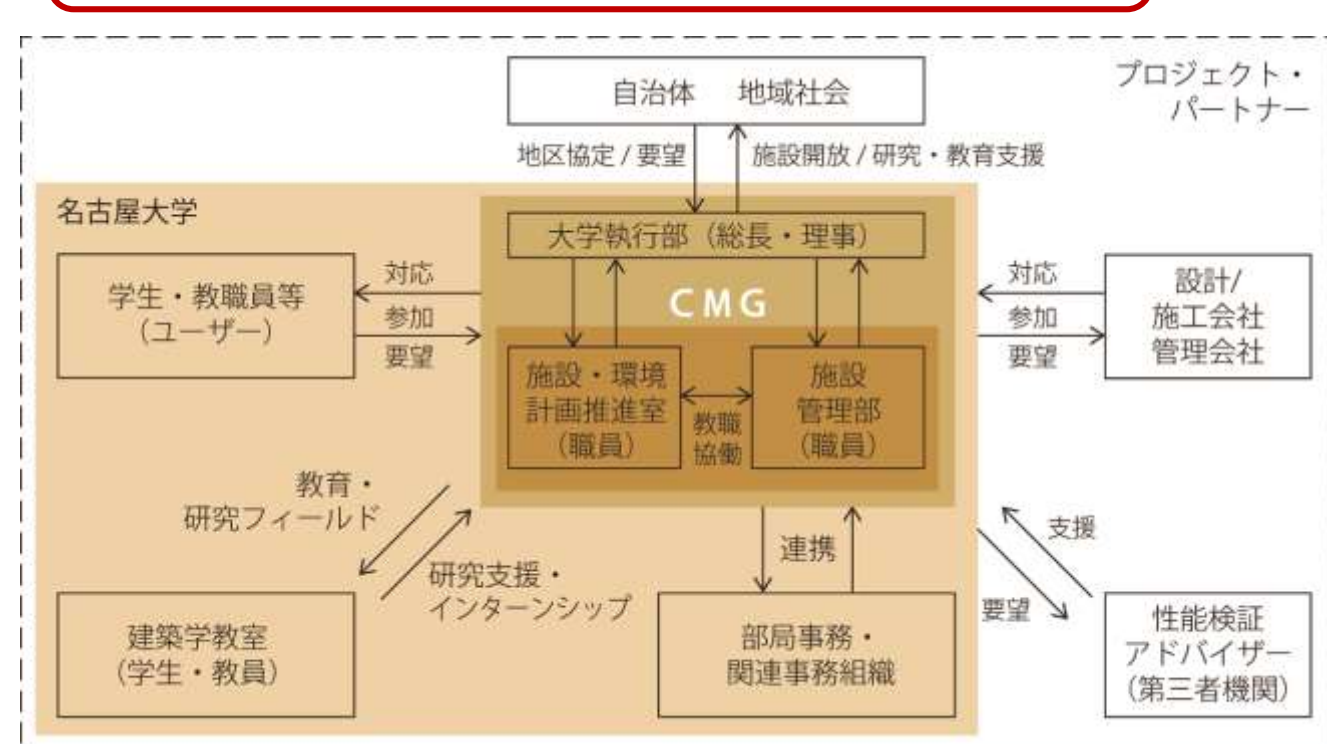 自治体 地域社会
プロジェクト・
パートナー
地区協定 / 要望
施設開放 / 研究・教育支援
名古屋大学
大学執行部（総長・理事）
CMG
学生・教職員等
（ユーザー）
対応
参加
要望
施設・環境
計画推進室
（職員）
教職
協働
施設
管理部
（職員）
対応
参加
要望
設計/
施工会社
管理会社
教育・
研究フィールド
研究支援・
インターンシップ
連携
支援
要望
建築学教室
（学生・教員）
部局事務・
関連事務組織
性能検証
アドバイザー
（第三者機関）